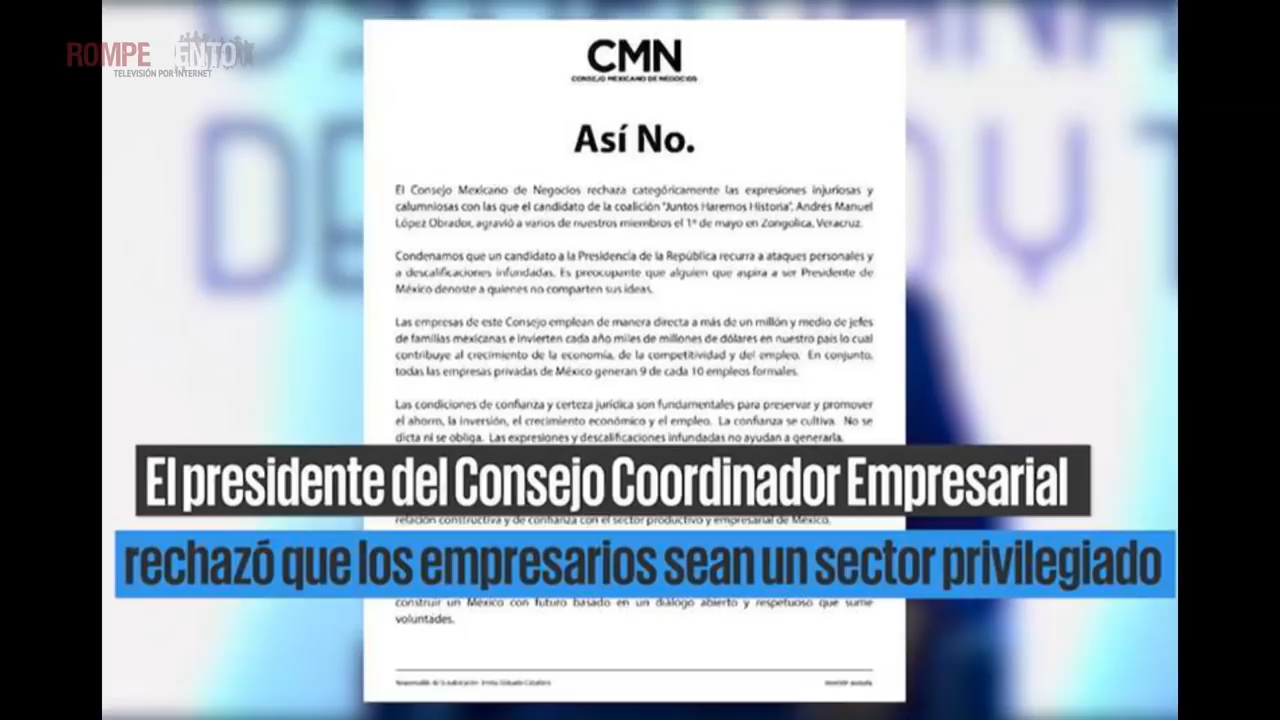 ROMPE VIENTO
TELEVISIÓN POR INTERNET
CMN
CONSEJO MEXICANO DE NEGOCIOS
Así No.
El Consejo Mexicano de Negocios rechaza categóricamente las expresiones injuriosas y
calumniosas con las que el candidato de la coalición "Juntos Haremos Historia", Andrés Manuel
López Obrador, agravió a varios de nuestros miembros el 1º de mayo en Zongolica, Veracruz.
Condenamos que un candidato a la Presidencia de la República recurra a ataques personales y
a descalificaciones infundadas. Es preocupante que alguien que aspira a ser Presidente de
México denoste a quienes no comparten sus ideas.
Las empresas de este Consejo emplean de manera directa a más de un millón y medio de jefes
de familias mexicanas e invierten cada año miles de millones de dólares en nuestro país lo cual
contribuye al crecimiento de la economía, de la competitividad y del empleo. En conjunto,
todas las empresas privadas de México generan 9 de cada 10 empleos formales.
Las condiciones de confianza y certeza jurídica son fundamentales para preservar y promover
el ahorro, la inversión, el crecimiento económico y el empleo. La confianza se cultiva. No se
dicta ni se obliga. Las expresiones y descalificaciones infundadas no ayudan a generarla.
El presidente del Consejo Coordinador Empresarial
relación constructiva y de confianza con el sector productivo y empresarial de México.
rechazó que los empresarios sean un sector privilegiado
construir un México con futuro basado en un diálogo abierto y respetuoso que sume
voluntades.
Responsable de la publicación: